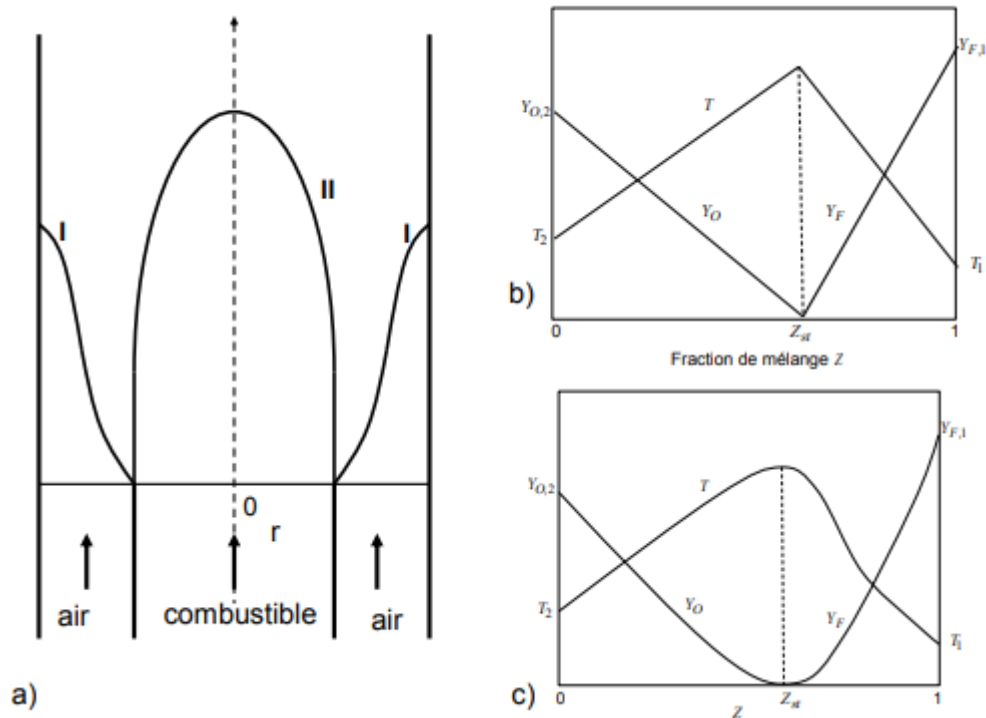 I
II
I
0
r
air
combustible
air
a)
Y_{O,2}
T
Y_{F,1}
Y_O
Y_F
T_2
T_1
b)
0
Z_{st}
1
Fraction de mélange Z
Y_{F,1}
Y_{O,2}
T
Y_O
Y_F
T_2
T_1
c)
0
Z
Z_{st}
1